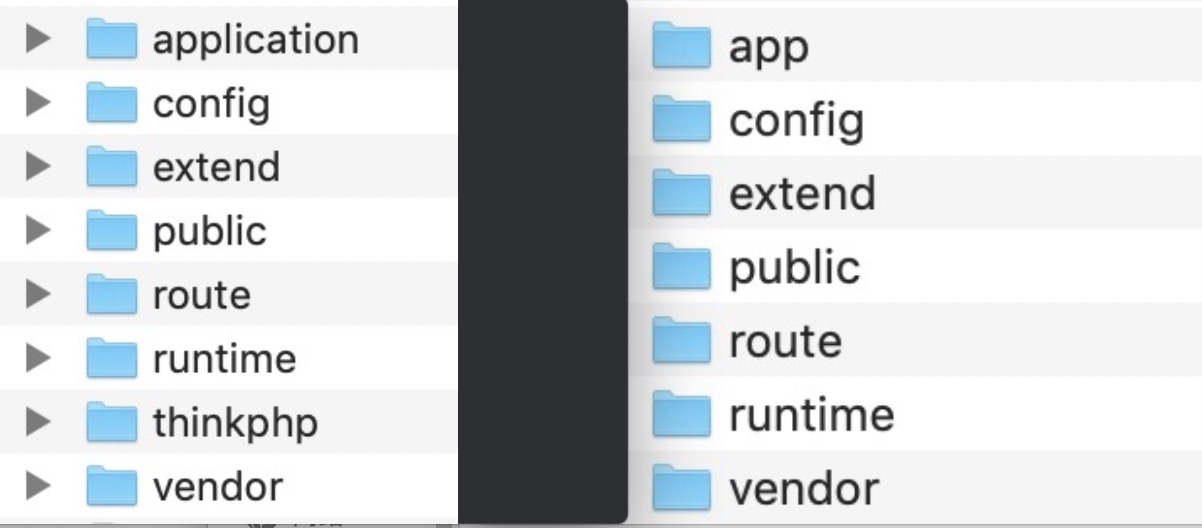 application
config
extend
public
route
runtime
thinkphp
vendor
app
config
extend
public
route
runtime
vendor